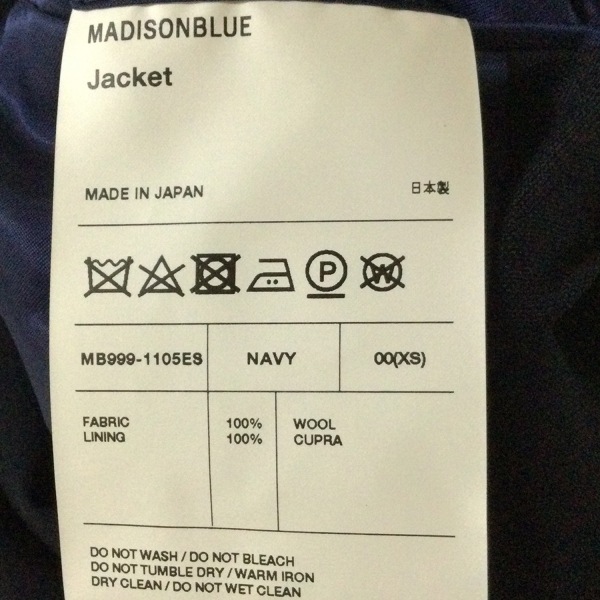 MADISONBLUE
Jacket
MADE IN JAPAN 日本製
P W
MB999-1105ES NAVY 00(XS)
FABRIC 100% WOOL
LINING 100% CUPRA
DO NOT WASH / DO NOT BLEACH
DO NOT TUMBLE DRY / WARM IRON
DRY CLEAN / DO NOT WET CLEAN